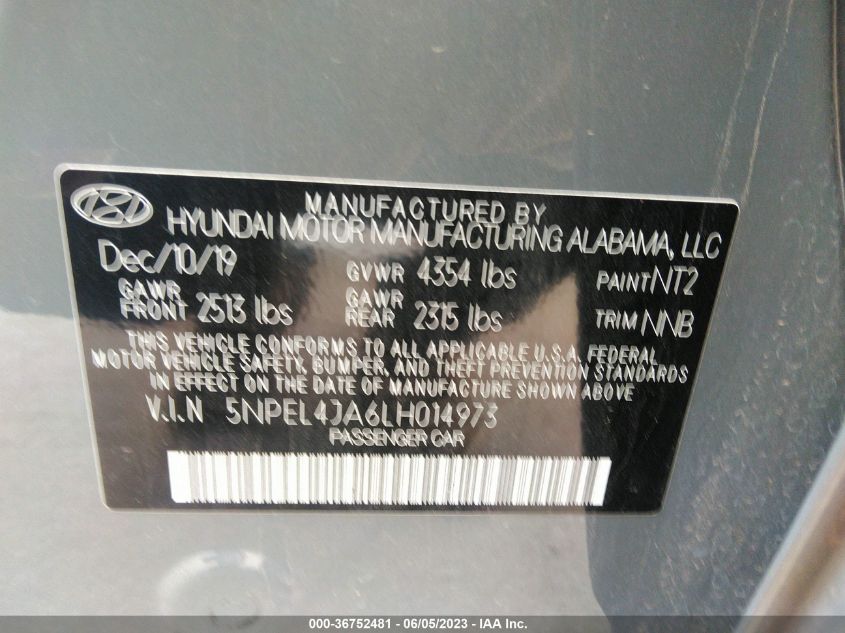 MANUFACTURED BY
HYUNDAI MOTOR MANUFACTURING ALABAMA, LLC
Dec/10/19 GVWR 4354 lbs PAINT NT2
GAWR FRONT 2513 lbs GAWR REAR 2315 lbs TRIM NNB
THIS VEHICLE CONFORMS TO ALL APPLICABLE U.S.A. FEDERAL
MOTOR VEHICLE SAFETY, BUMPER, AND THEFT PREVENTION STANDARDS
IN EFFECT ON THE DATE OF MANUFACTURE SHOWN ABOVE
V.I.N 5NPEL4JA6LH014973
PASSENGER CAR
000-36752481 - 06/05/2023 - IAA Inc.